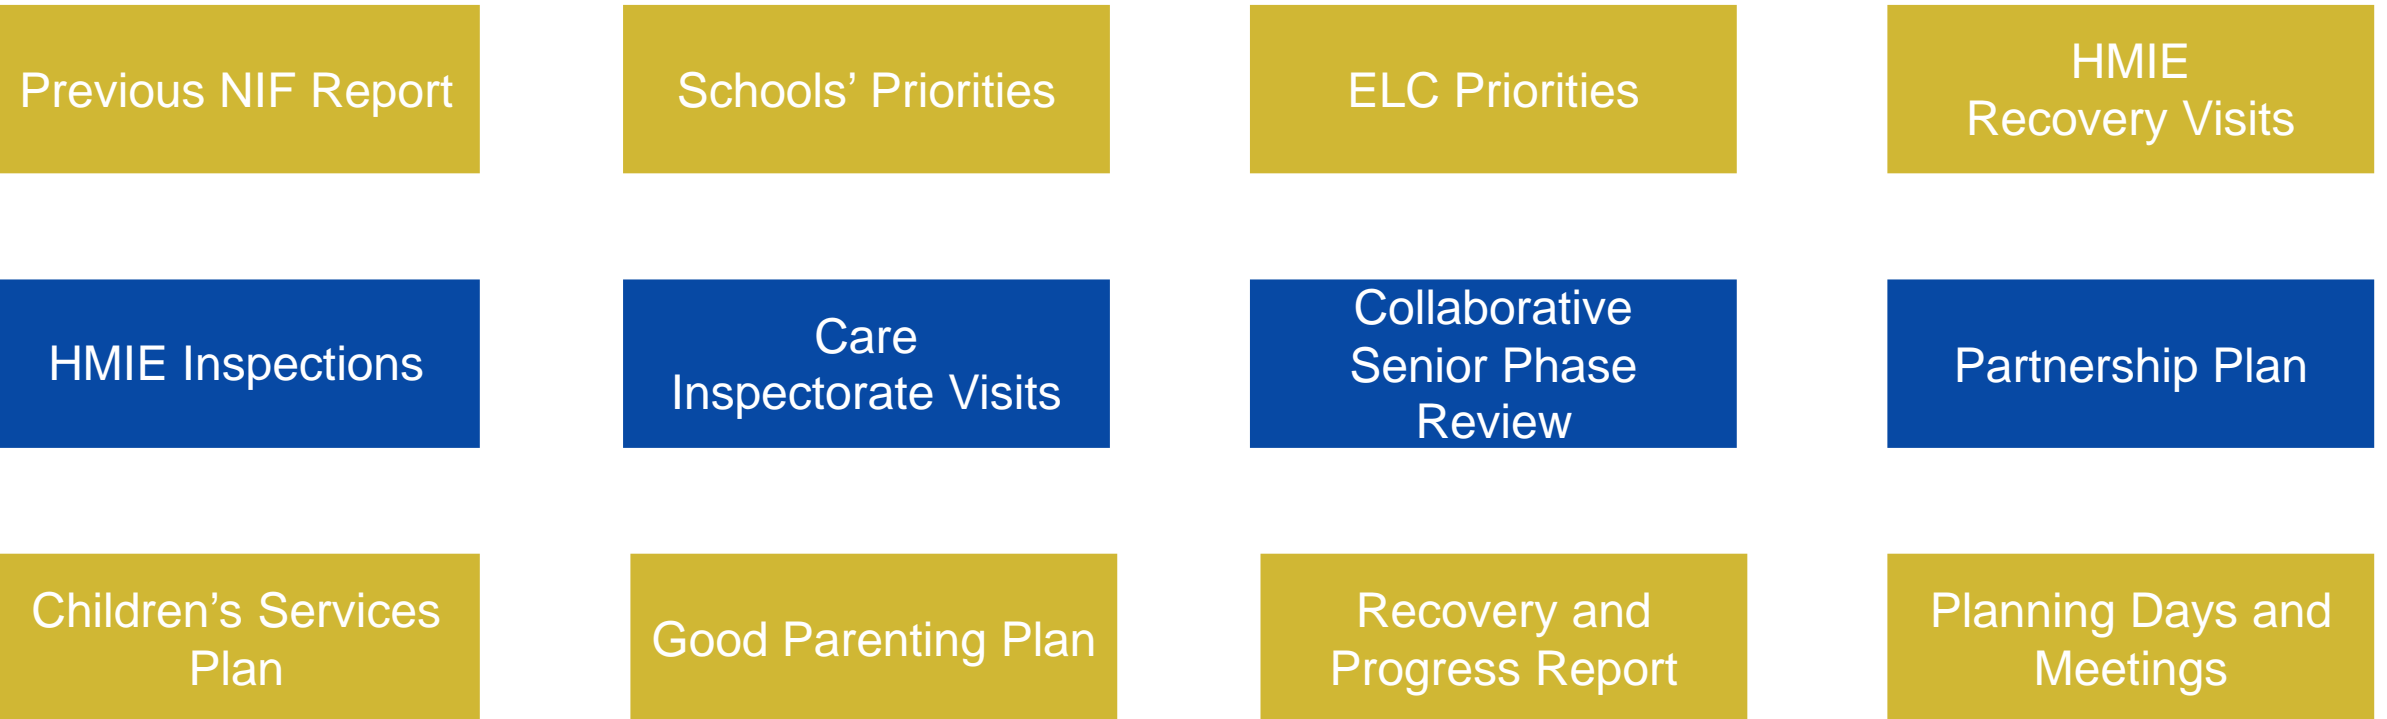 Previous NIF Report
Schools’ Priorities
ELC Priorities
HMIE
Recovery Visits
HMIE Inspections
Care
Inspectorate Visits
Collaborative
Senior Phase
Review
Partnership Plan
Children’s Services
Plan
Good Parenting Plan
Recovery and
Progress Report
Planning Days and
Meetings